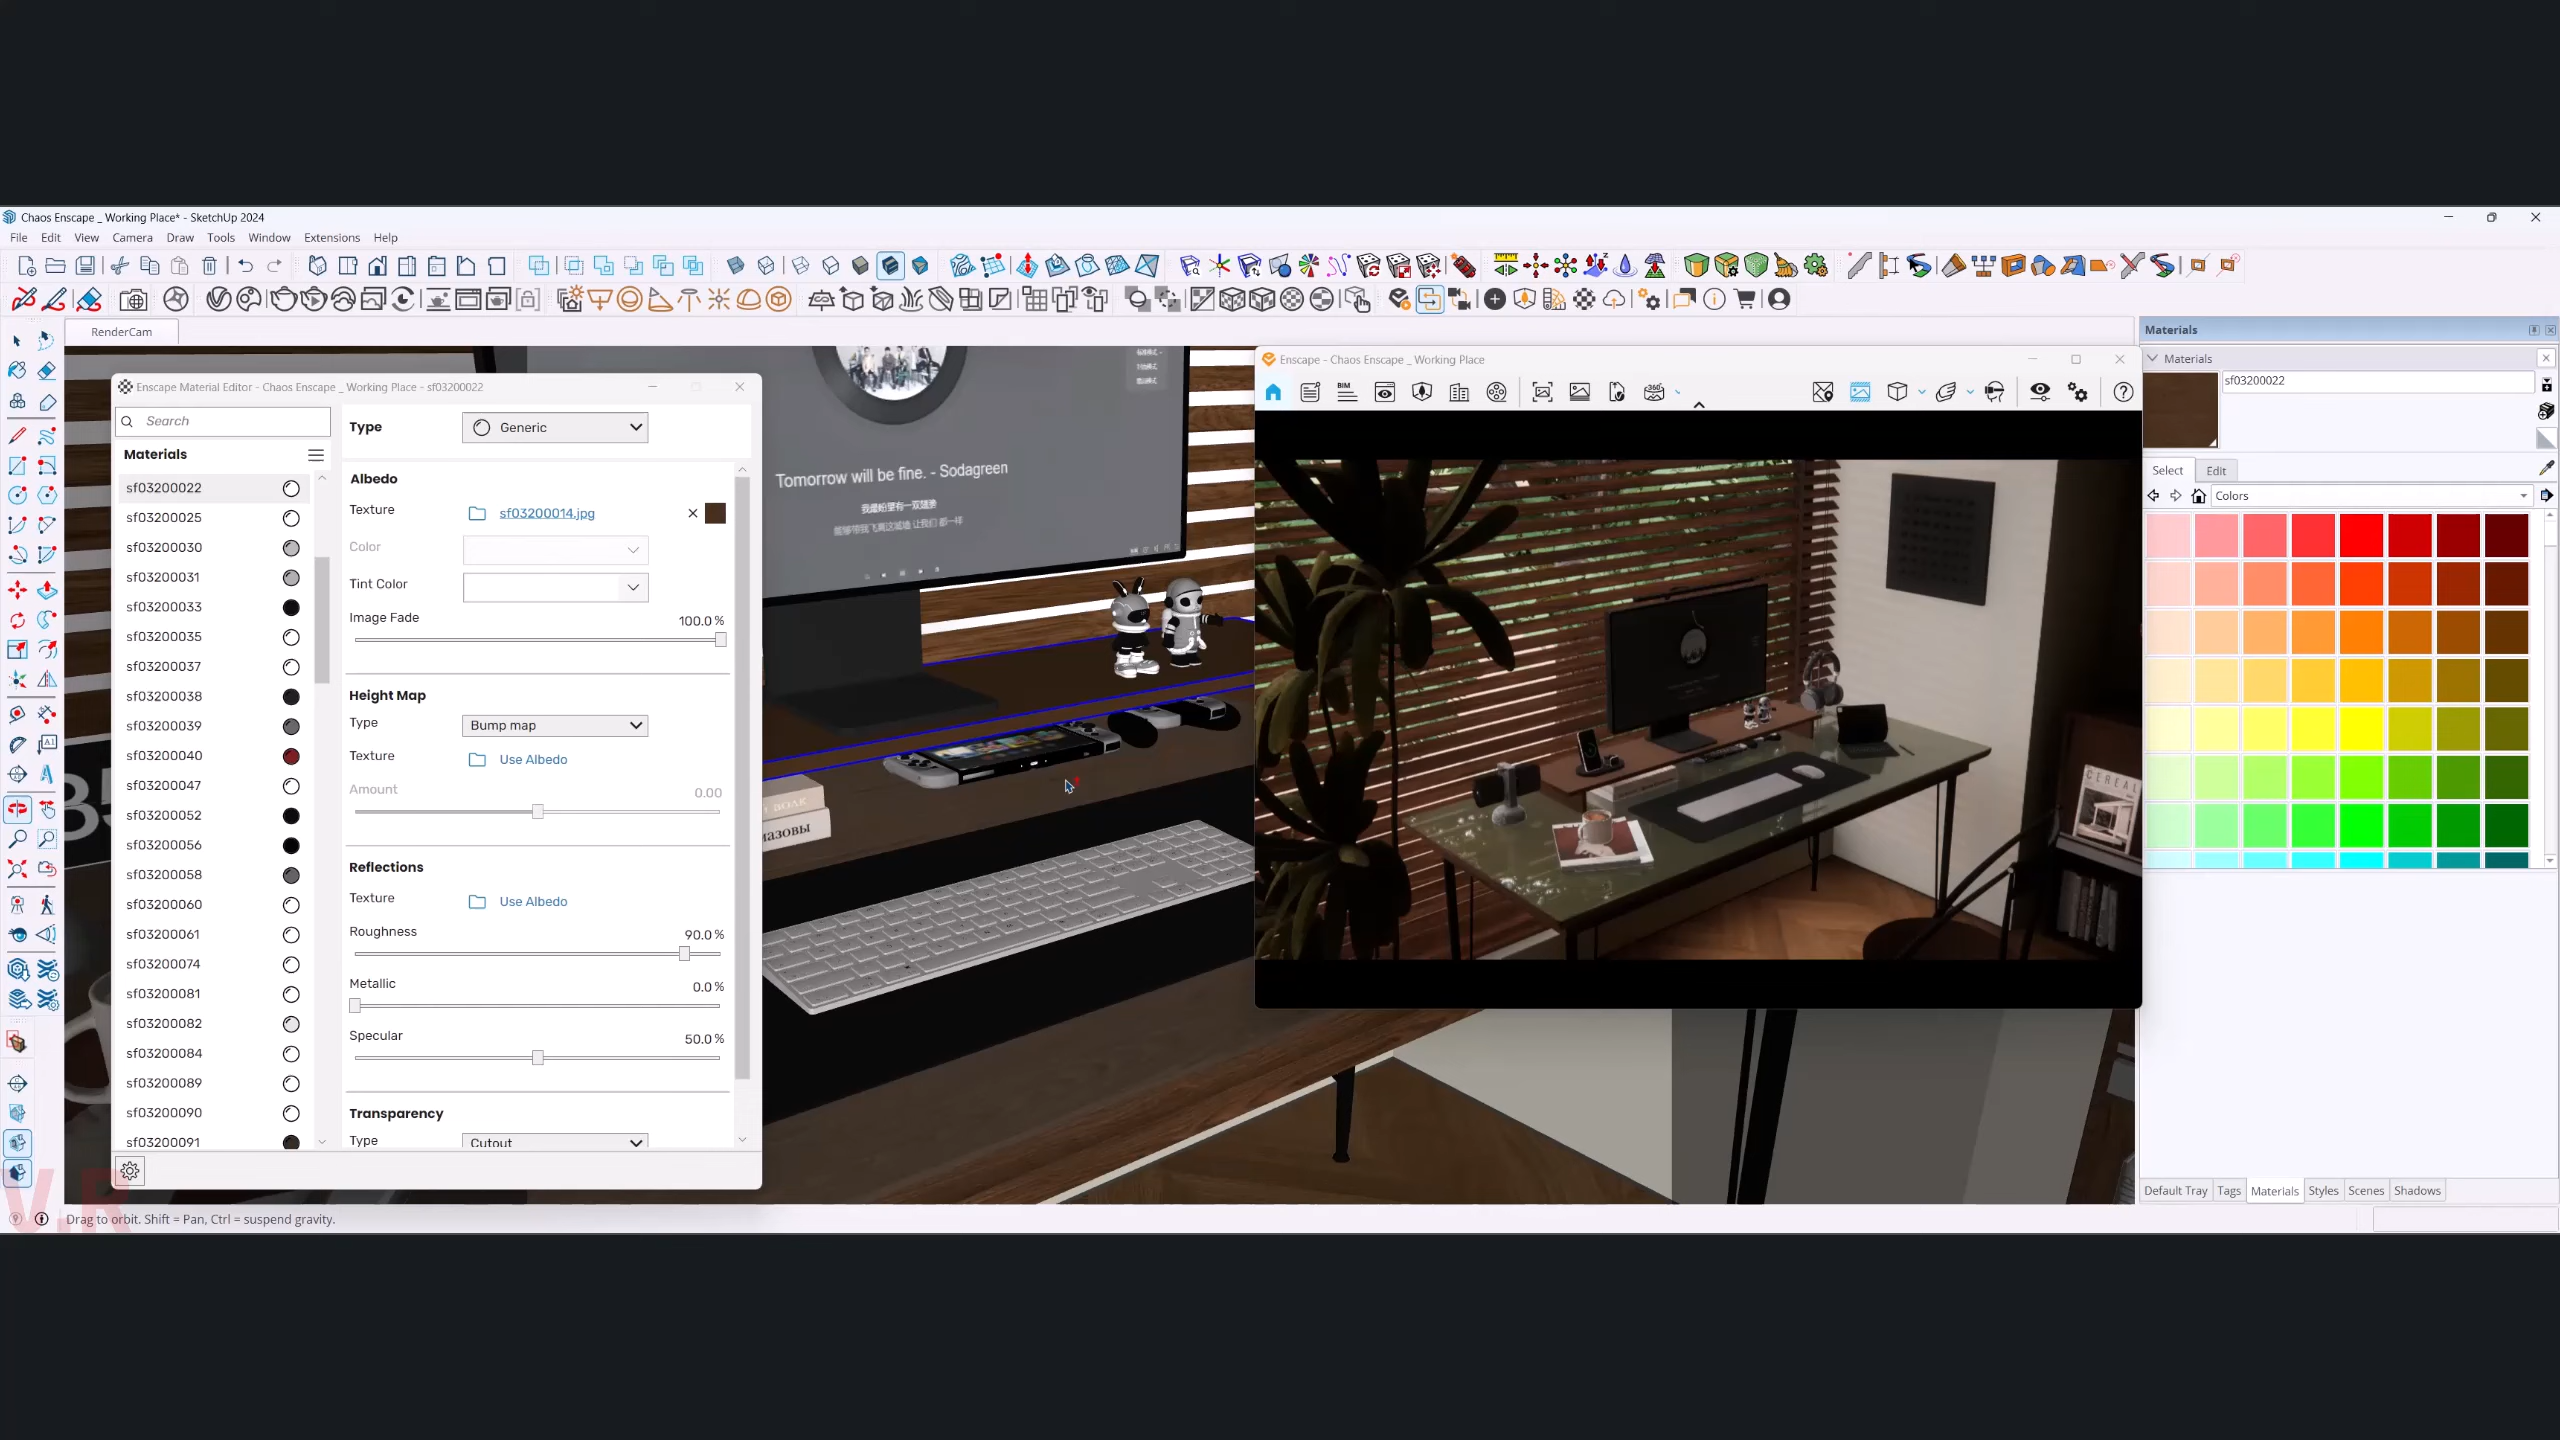 Chaos Enscape _ Working Place* - SketchUp 2024
File Edit View Camera Draw Tools Window Extensions Help
RenderCam
Enscape Material Editor - Chaos Enscape _ Working Place - sf03200022
Search
Materials
sf03200022
sf03200025
sf03200030
sf03200031
sf03200033
sf03200035
sf03200037
sf03200038
sf03200039
sf03200040
sf03200047
sf03200052
sf03200056
sf03200058
sf03200060
sf03200061
sf03200074
sf03200081
sf03200082
sf03200084
sf03200089
sf03200090
sf03200091
Type Generic
Albedo
Texture sf03200014.jpg
Color
Tint Color
Image Fade 100.0 %
Height Map
Type Bump map
Texture Use Albedo
Amount 0.00
Reflections
Texture Use Albedo
Roughness 90.0 %
Metallic 0.0 %
Specular 50.0 %
Transparency
Type Cutout
Tomorrow will be fine. - Sodagreen
мазовы
Enscape - Chaos Enscape _ Working Place
BIM
360°
CEREAL
Materials
Materials
sf03200022
Select Edit
Colors
Default Tray Tags Materials Styles Scenes Shadows
V.R
Drag to orbit. Shift = Pan, Ctrl = suspend gravity.